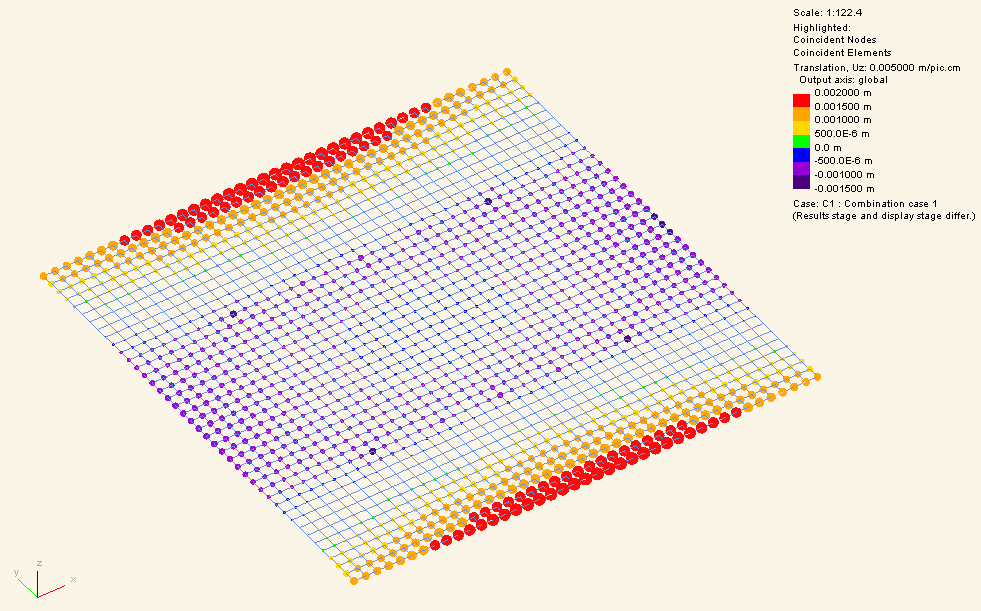 Scale: 1:122.4
Highlighted:
Coincident Nodes
Coincident Elements
Translation, Uz: 0.005000 m/pic.cm
Output axis: global
0.002000 m
0.001500 m
0.001000 m
500.0E-6 m
0.0 m
-500.0E-6 m
-0.001000 m
-0.001500 m
Case: C1 : Combination case 1
(Results stage and display stage differ.)
z
y
x